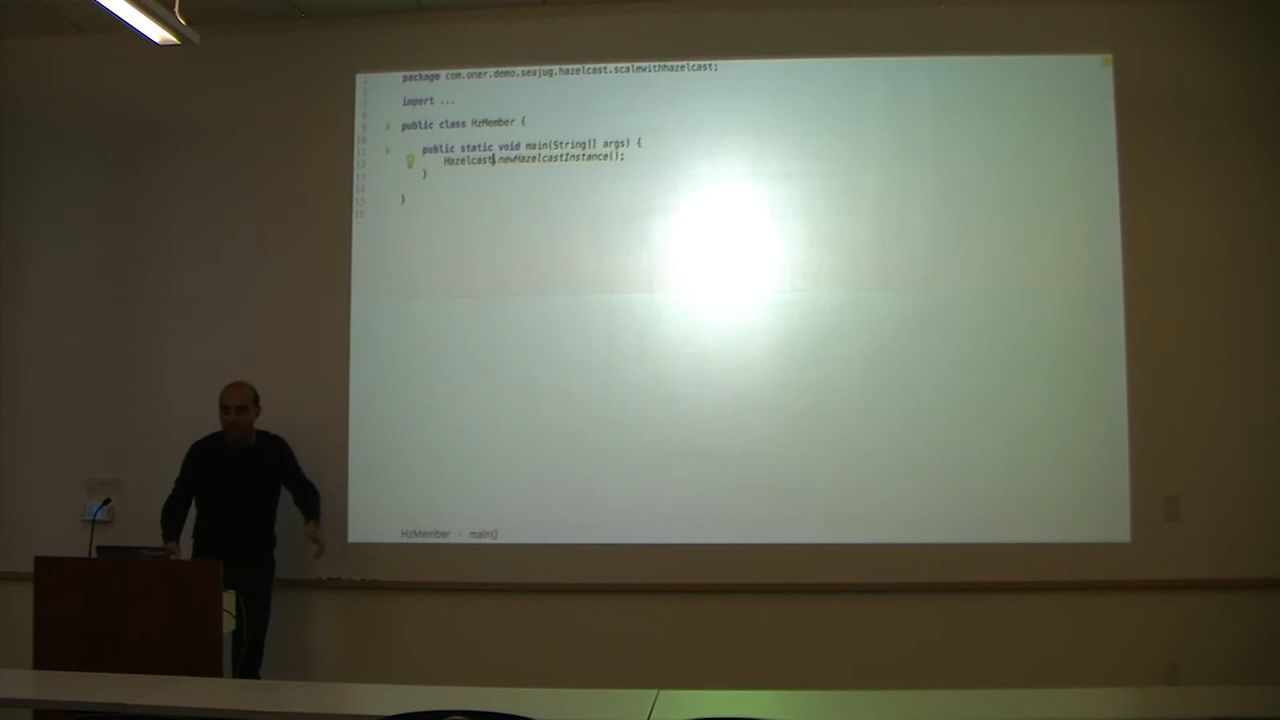 package com.oner.demo.seajug.hazelcast.scalewithhazelcast;
import ...
public class HzMember {
public static void main(String[] args) {
Hazelcast.newHazelcastInstance();
}
}
HzMember main()